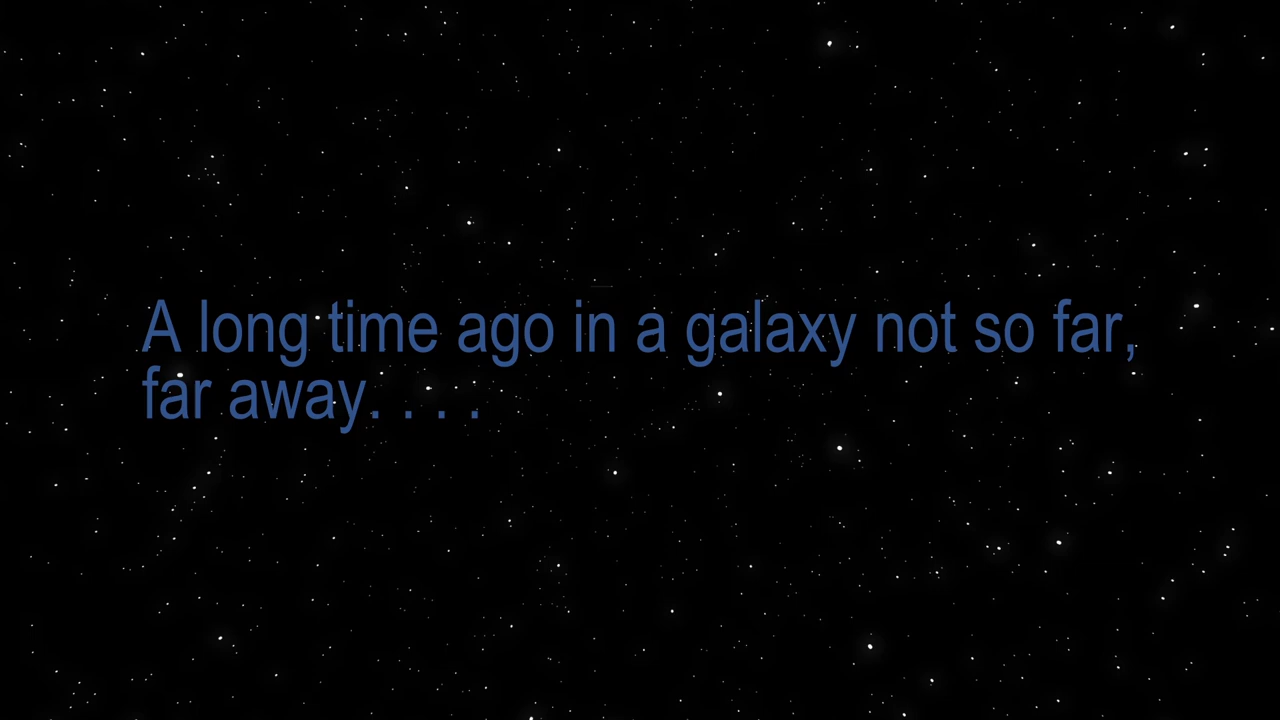 A long time ago in a galaxy not so far,
far away. . . .